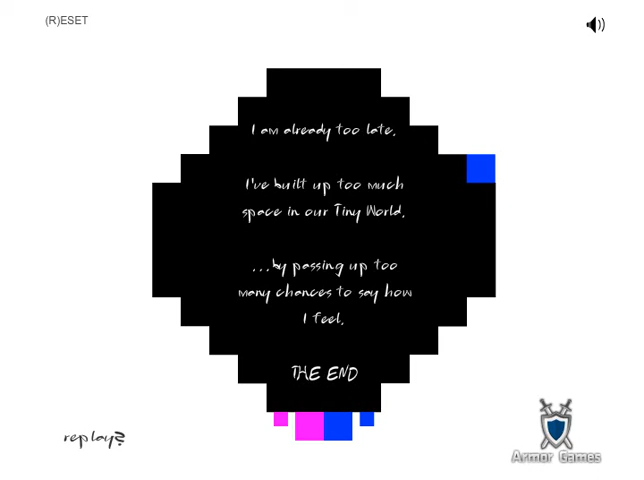 (R)ESET
I am already too late.
I've built up too much
space in our Tiny World,
...by passing up too
many chances to say how
I feel.
THE END
replay?
Armor Games